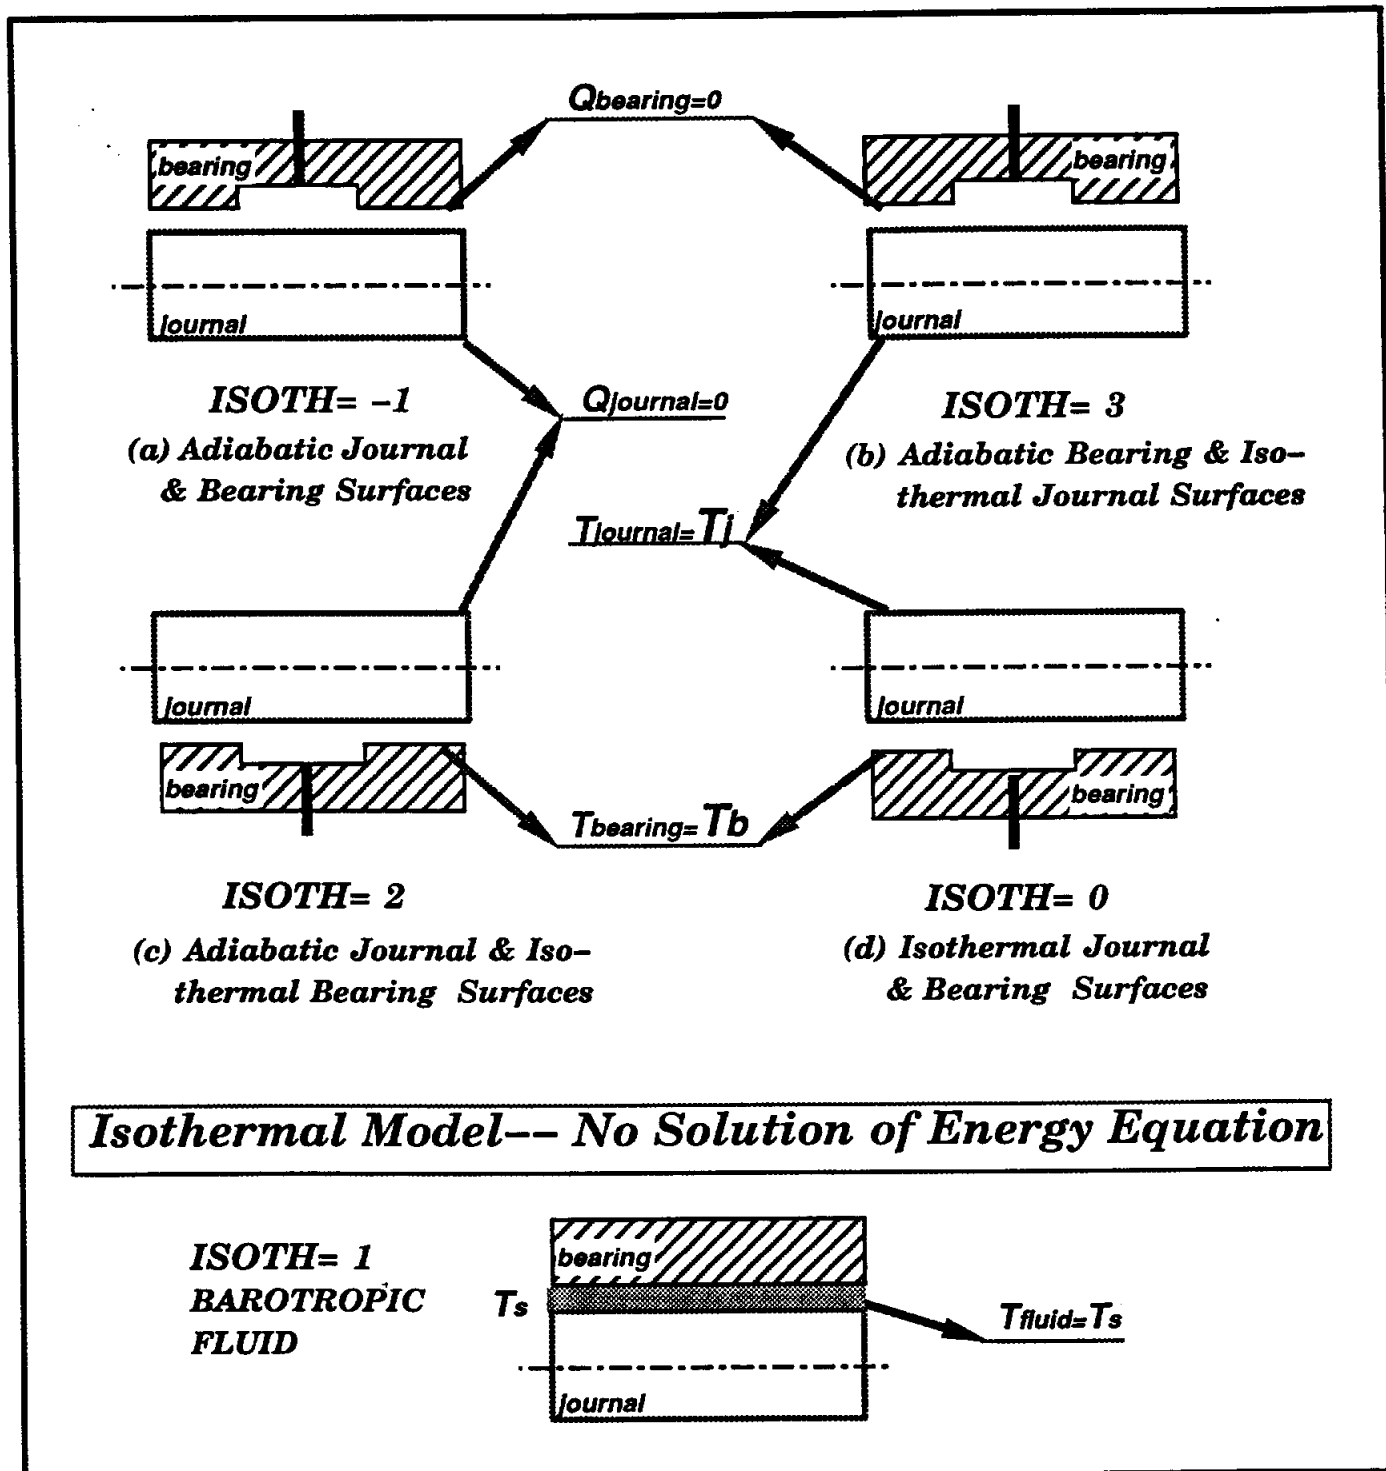 Qbearing=0
bearing
bearing
journal
journal
ISOTH= –1
(a) Adiabatic Journal
& Bearing Surfaces
Qjournal=0
ISOTH= 3
(b) Adiabatic Bearing & Iso–
thermal Journal Surfaces
Tjournal=Tj
journal
journal
bearing
bearing
Tbearing=Tb
ISOTH= 2
(c) Adiabatic Journal & Iso–
thermal Bearing Surfaces
ISOTH= 0
(d) Isothermal Journal
& Bearing Surfaces
Isothermal Model–– No Solution of Energy Equation
ISOTH= 1
BAROTROPIC
FLUID
bearing
Ts
Tfluid=Ts
journal